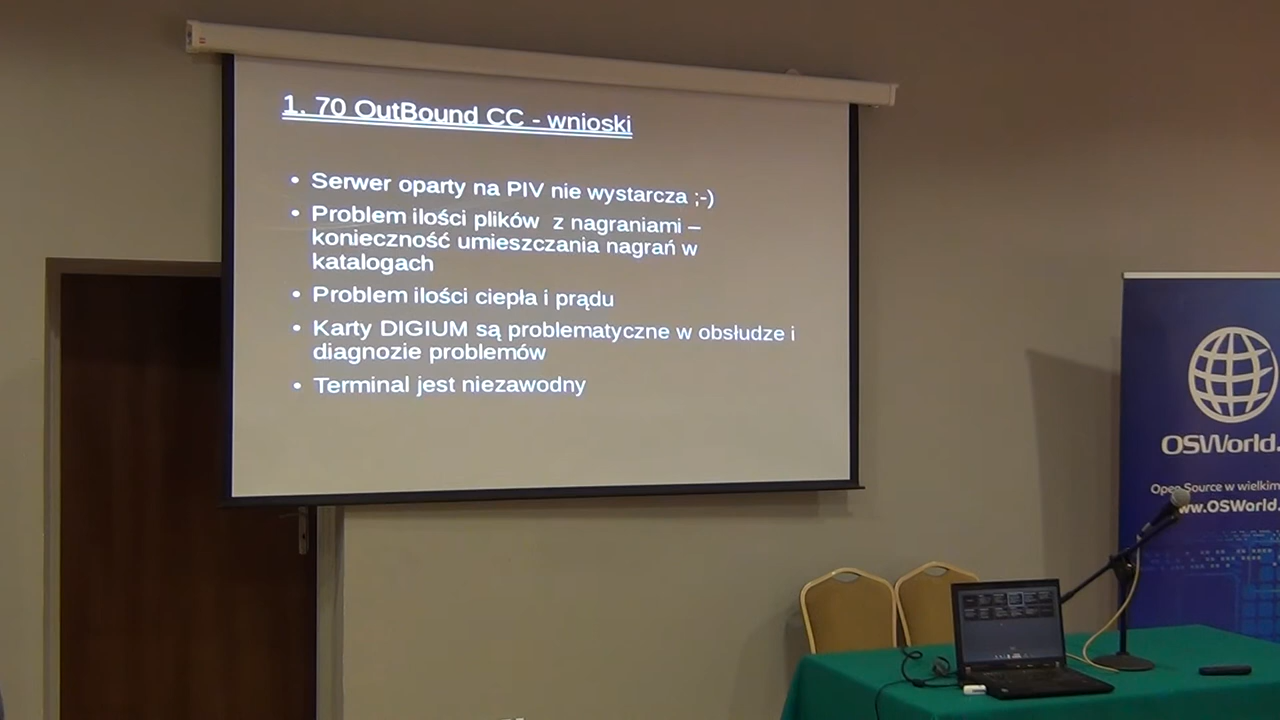 1. 70 OutBound CC - wnioski
• Serwer oparty na PIV nie wystarcza ;-)
• Problem ilości plików z nagraniami –
konieczność umieszczania nagrań w
katalogach
• Problem ilości ciepła i prądu
• Karty DIGIUM są problematyczne w obsłudze i
diagnozie problemów
• Terminal jest niezawodny
OSWorld.
Open Source w wielkim
www.OSWorld.